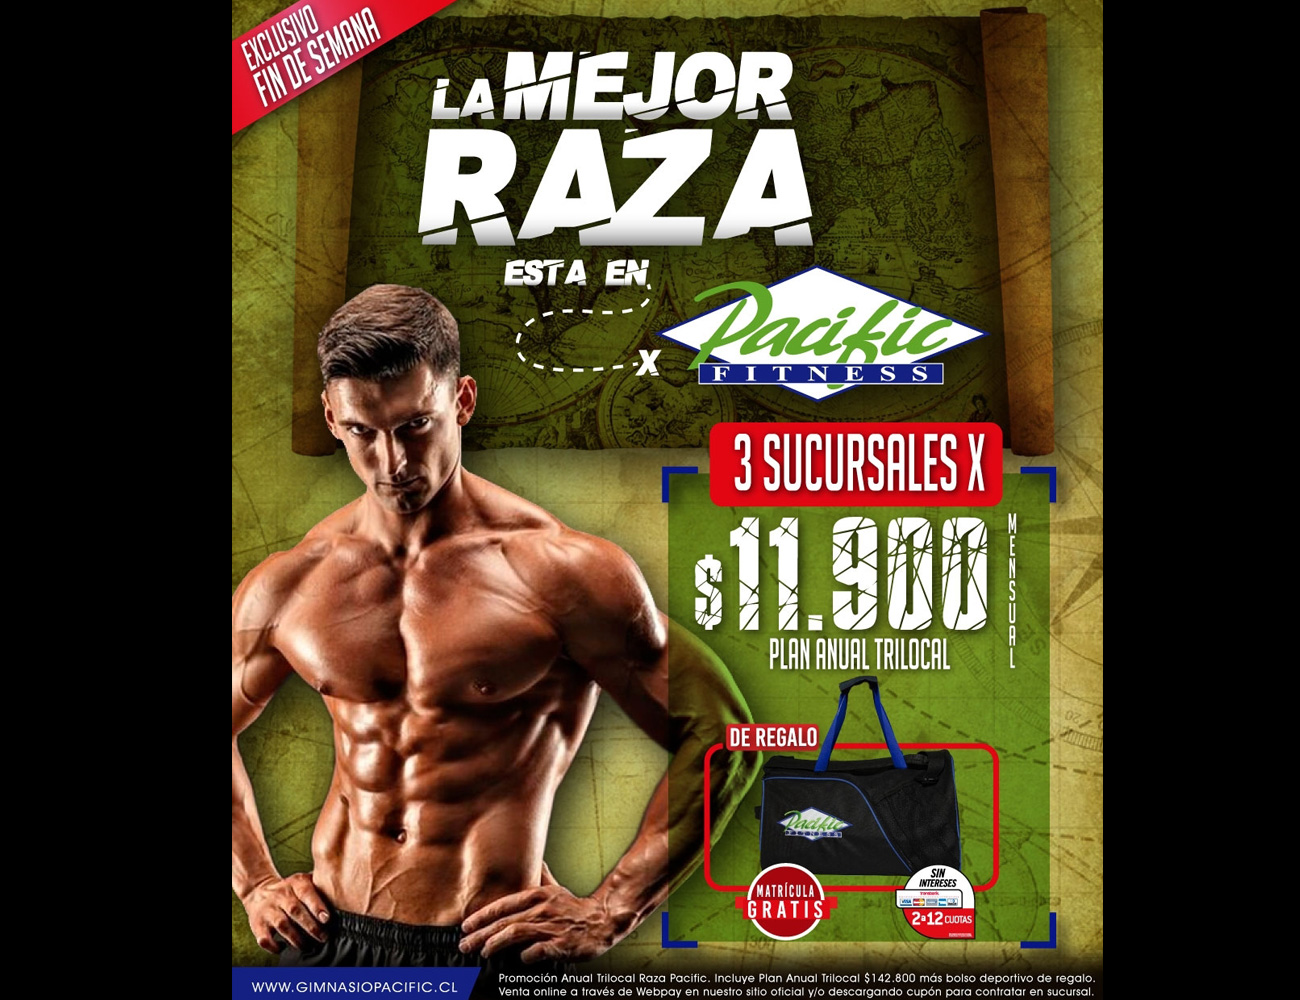 EXCLUSIVO
FIN DE SEMANA
LA MEJOR
RAZA
ESTA EN
X
Pacific
FITNESS
3 SUCURSALES X
$11.900
MENSUAL
PLAN ANUAL TRILOCAL
DE REGALO
Pacific
FITNESS
MATRÍCULA
GRATIS
SIN
INTERESES
2 a 12 CUOTAS
WWW.GIMNASIOPACIFIC.CL
Promoción Anual Trilocal Raza Pacific. Incluye Plan Anual Trilocal $142.800 más bolso deportivo de regalo.
Venta online a través de Webpay en nuestro sitio oficial y/o descargando cupón para contratar en sucursal.